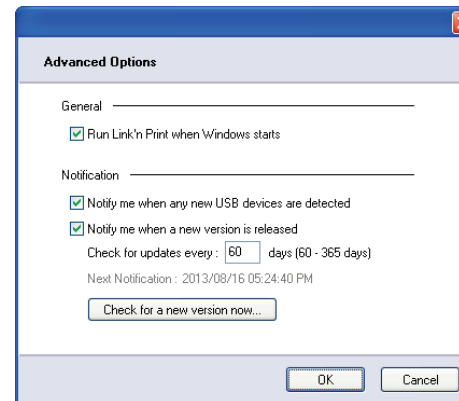 Advanced Options
General
Run Link'n Print when Windows starts
Notification
Notify me when any new USB devices are detected
Notify me when a new version is released
Check for updates every : 60 days (60 - 365 days)
Next Notification : 2013/08/16 05:24:40 PM
Check for a new version now...
OK Cancel